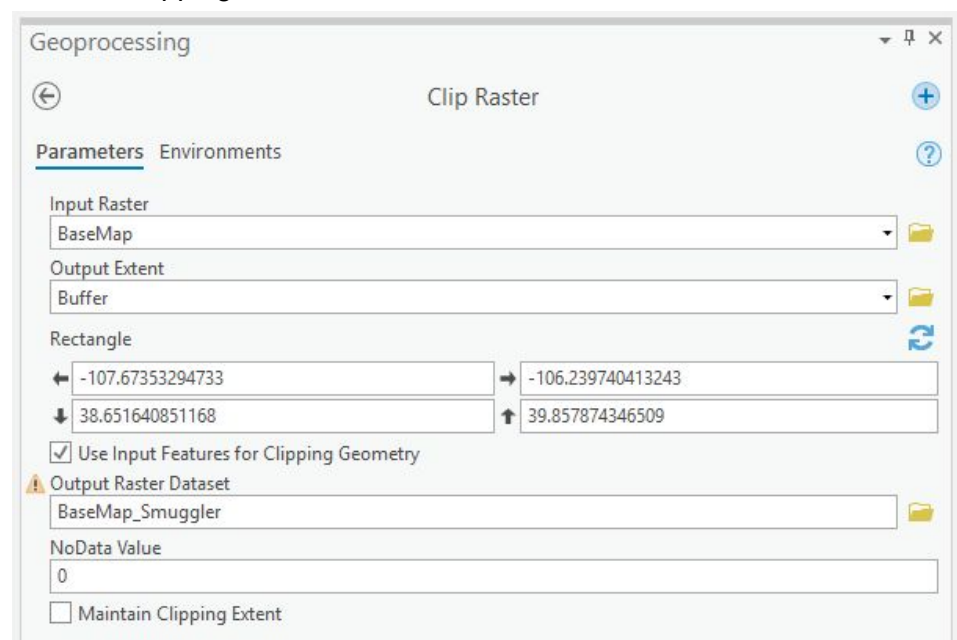 Geoprocessing
Clip Raster
Parameters Environments
Input Raster
BaseMap
Output Extent
Buffer
Rectangle
-107.67353294733 -106.239740413243
38.651640851168 39.857874346509
Use Input Features for Clipping Geometry
Output Raster Dataset
BaseMap_Smuggler
NoData Value
0
Maintain Clipping Extent